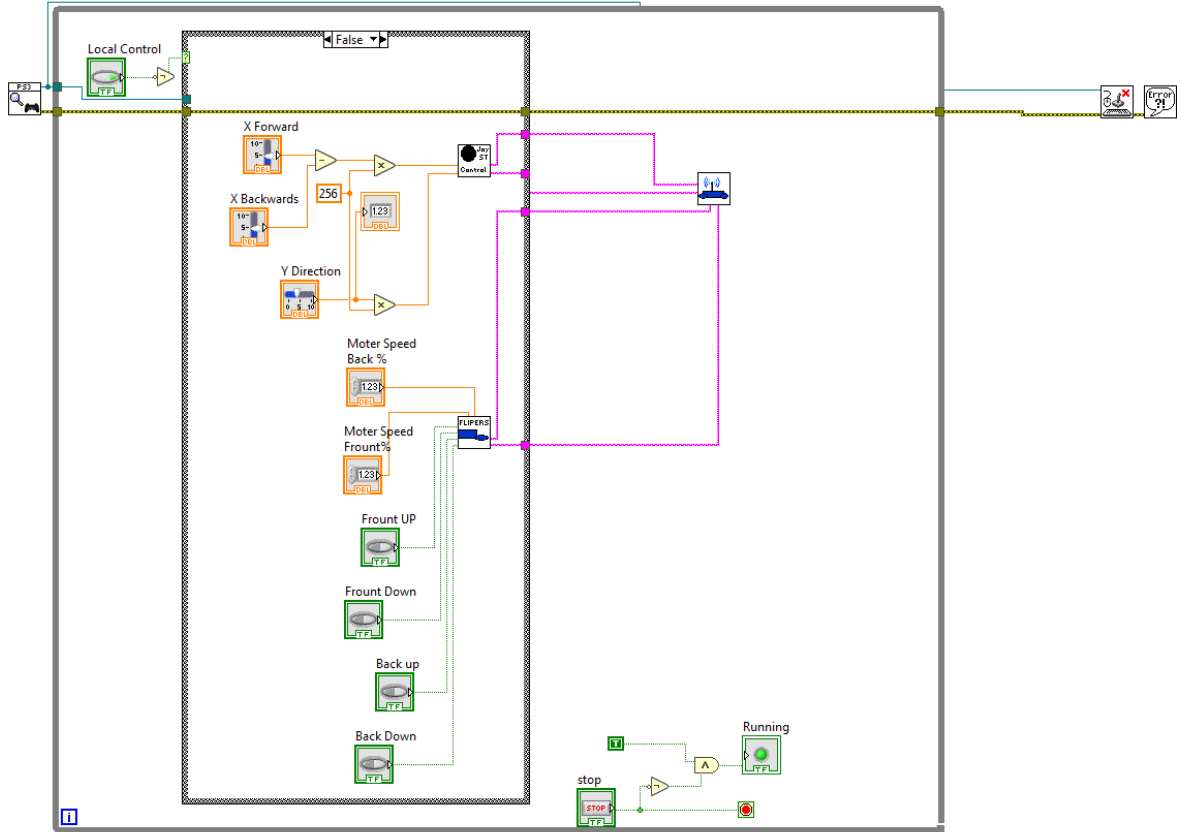 False
Local Control
?
TF
PS3
X Forward
10-
5-
DBL
Joy
ST
Control
256
X Backwards
10-
5-
DBL
1.23
DBL
Y Direction
0 5 10
DBL
Error
?!
Moter Speed
Back %
1.23
DBL
FLIPERS
Moter Speed
Frount%
1.23
DBL
Frount UP
TF
Frount Down
TF
Back up
TF
Back Down
TF
Running
T
TF
stop
STOP
TF
i